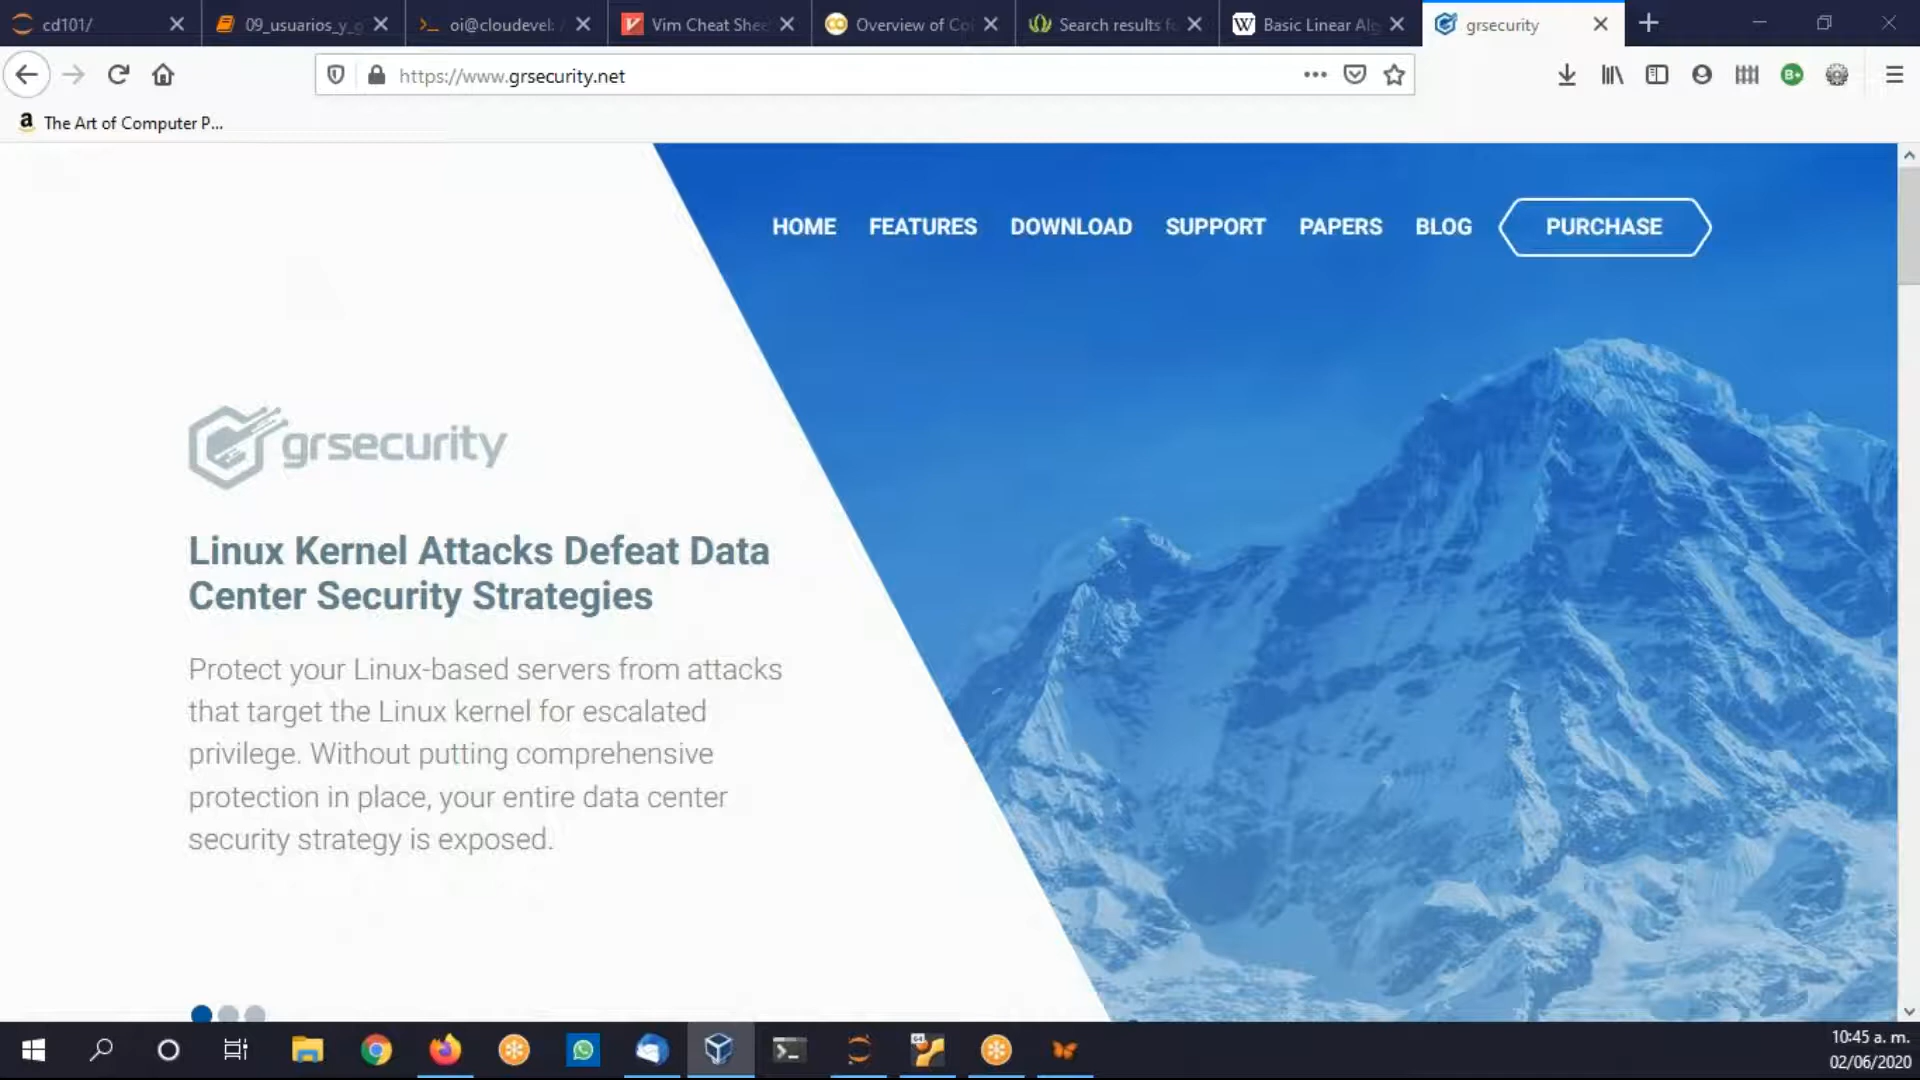 cd101/
09_usuarios_y_o
oi@cloudevel:
Vim Cheat Shee
Overview of Col
Search results fo
Basic Linear Alg
grsecurity
https://www.grsecurity.net
The Art of Computer P...
HOME
FEATURES
DOWNLOAD
SUPPORT
PAPERS
BLOG
PURCHASE
grsecurity
Linux Kernel Attacks Defeat Data
Center Security Strategies
Protect your Linux-based servers from attacks
that target the Linux kernel for escalated
privilege. Without putting comprehensive
protection in place, your entire data center
security strategy is exposed.
10:45 a. m.
02/06/2020